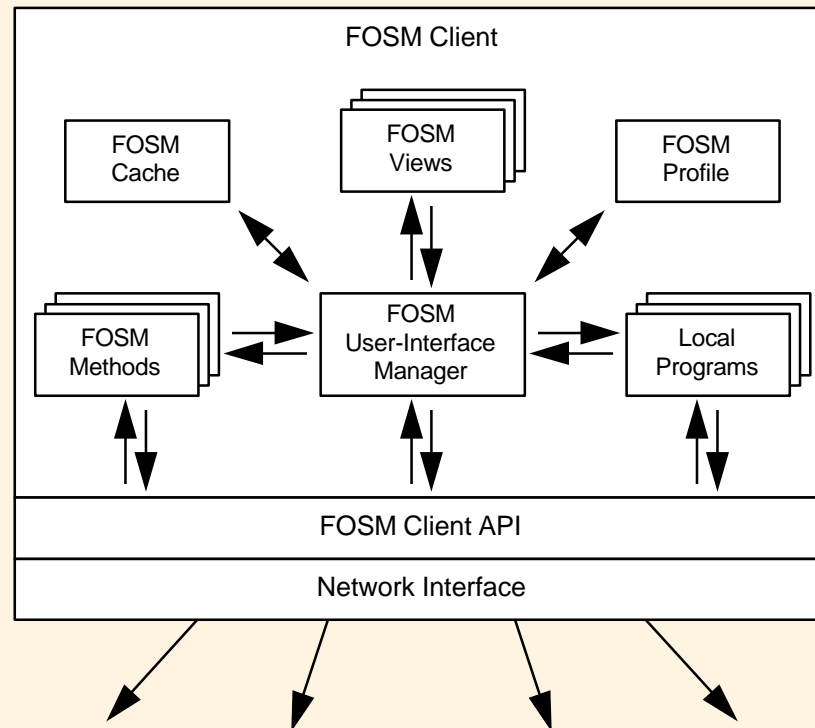 FOSM Client
FOSM
Cache
FOSM
Views
FOSM
Profile
FOSM
Methods
FOSM
User-Interface
Manager
Local
Programs
FOSM Client API
Network Interface